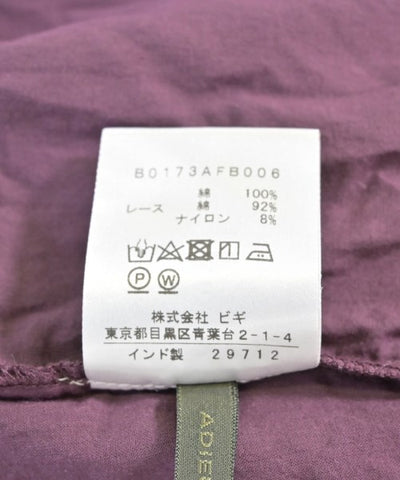 B0173AFB006
綿 100%
レース 綿 92%
ナイロン 8%
P W
株式会社 ビギ
東京都目黒区青葉台2-1-4
インド製 29712